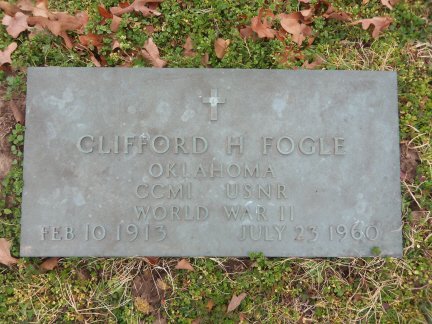 CLIFFORD H FOGLE
OKLAHOMA
CCM1 USNR
WORLD WAR II
FEB 10 1913 JULY 23 1960